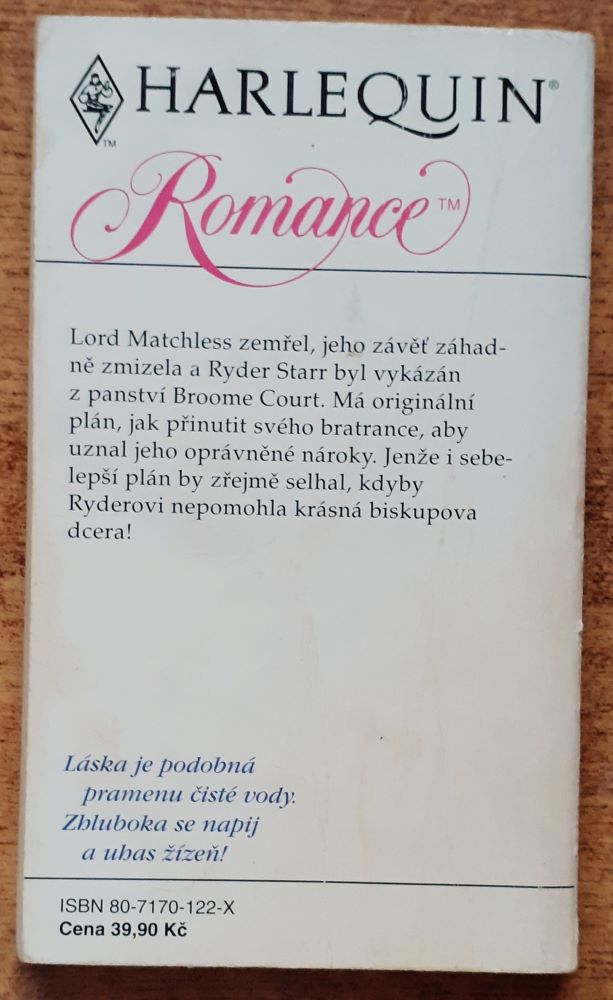 HARLEQUIN®
TM
Romance™
Lord Matchless zemřel, jeho závěť záhad-
ně zmizela a Ryder Starr byl vykázán
z panství Broome Court. Má originální
plán, jak přinutit svého bratrance, aby
uznal jeho oprávněné nároky. Jenže i sebe-
lepší plán by zřejmě selhal, kdyby
Ryderovi nepomohla krásná biskupova
dcera!
Láska je podobná
pramenu čisté vody.
Zhluboka se napij
a uhas žízeň!
ISBN 80-7170-122-X
Cena 39,90 Kč